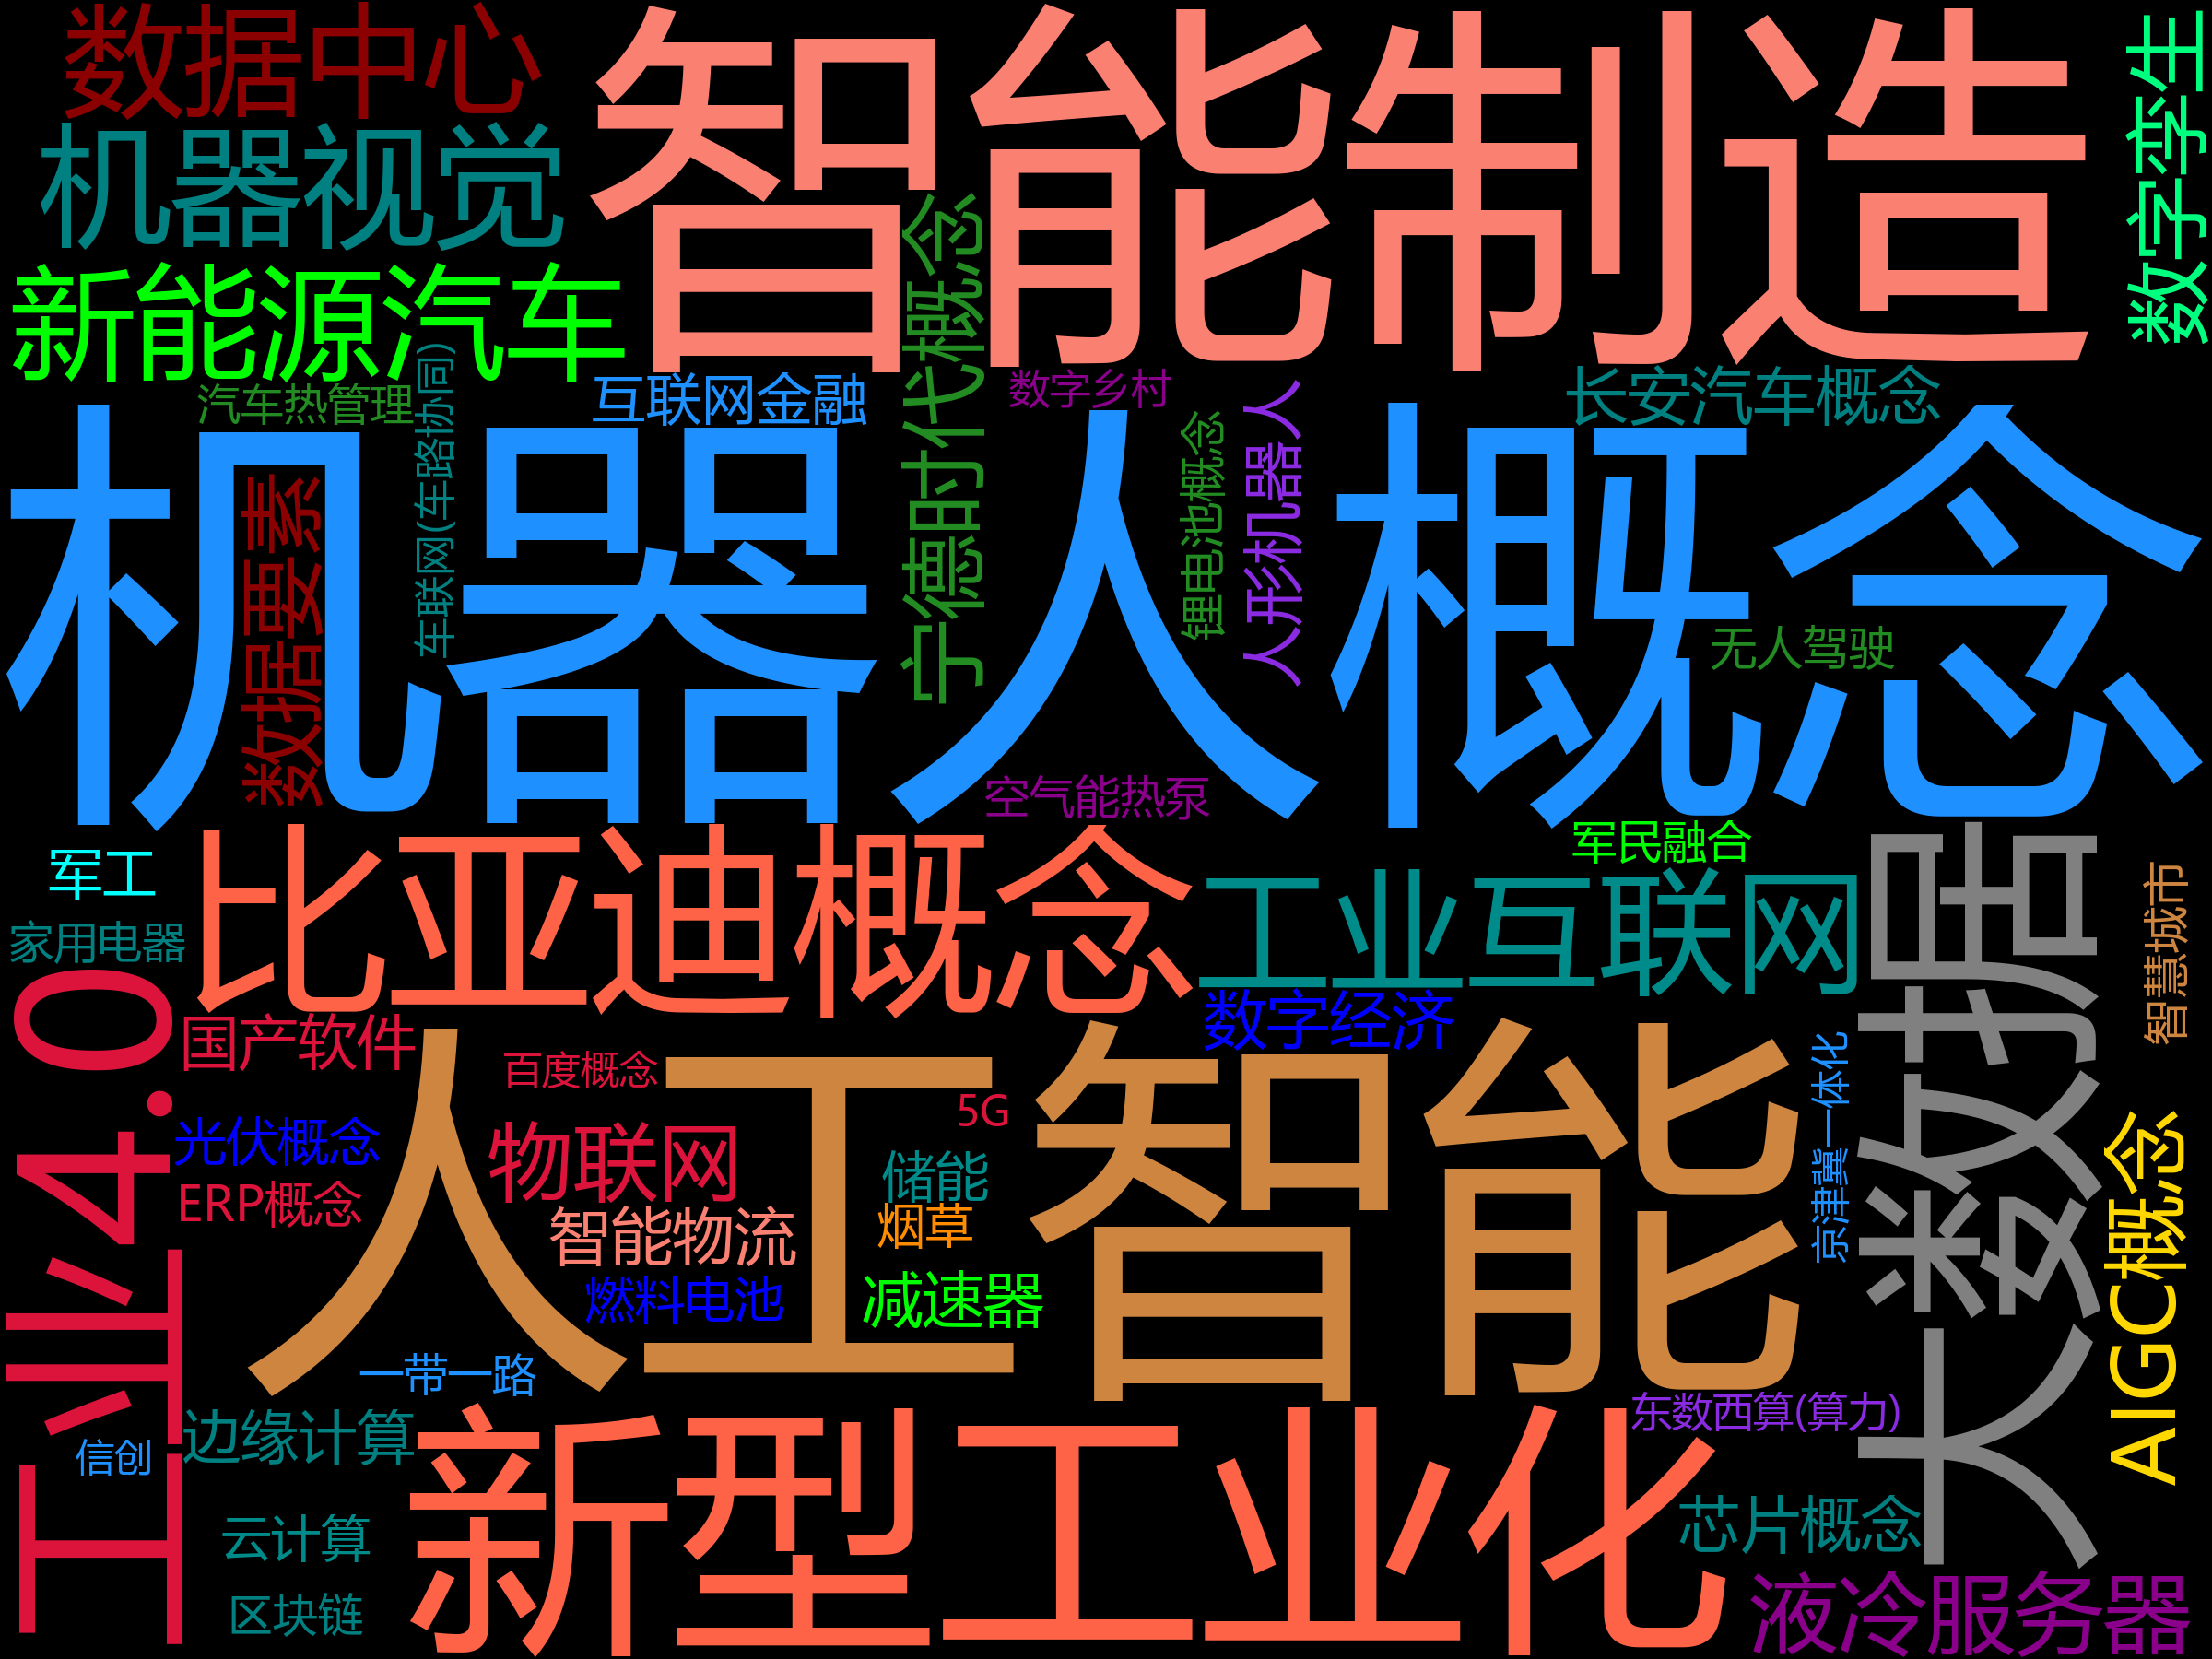 数据中心
智能制造
数字孪生
机器视觉
新能源汽车
汽车热管理
车联网(车路协同)
互联网金融
宁德时代概念
数字乡村
长安汽车概念
机器人概念
数据要素
锂电池概念
人形机器人
无人驾驶
空气能热泵
军工
比亚迪概念
军民融合
工业互联网
大数据
智慧城市
家用电器
工业4.0
国产软件
数字经济
百度概念
人工智能
京津冀一体化
5G
光伏概念
物联网
储能
AIGC概念
ERP概念
智能物流
烟草
燃料电池
减速器
一带一路
东数西算(算力)
边缘计算
信创
新型工业化
云计算
芯片概念
区块链
液冷服务器